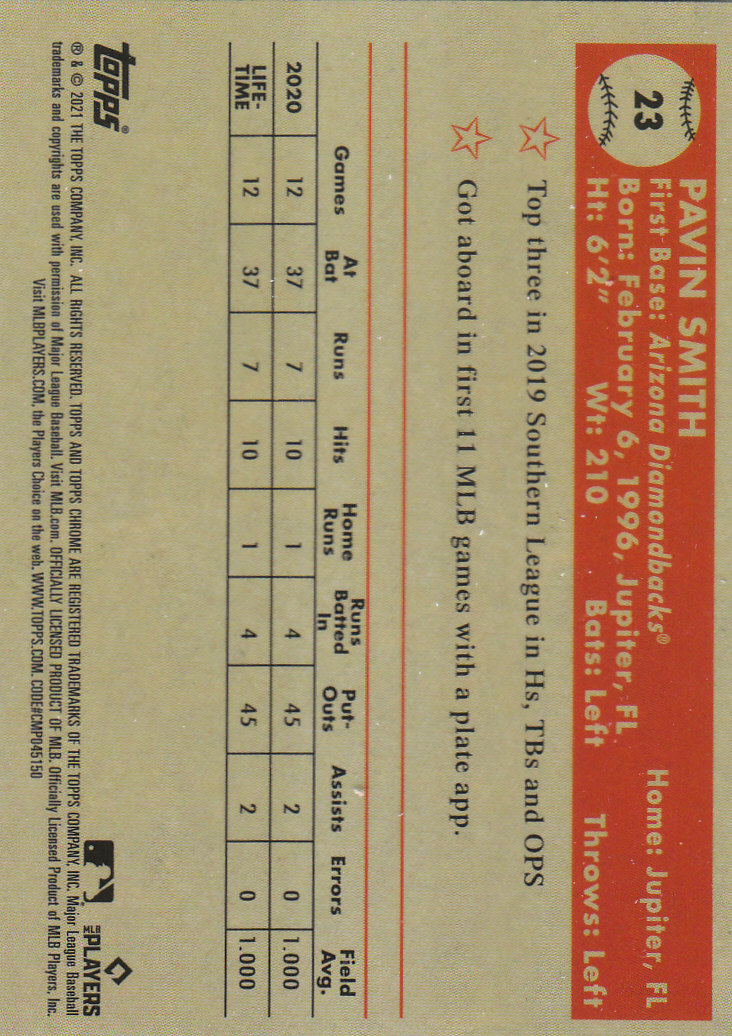 23
PAVIN SMITH
First Base: Arizona Diamondbacks® Home: Jupiter, FL
Born: February 6, 1996, Jupiter, FL
Ht: 6'2" Wt: 210 Bats: Left Throws: Left
Top three in 2019 Southern League in Hs, TBs and OPS
Got aboard in first 11 MLB games with a plate app.
Games At Bat Runs Hits Home Runs Runs Batted In Put-Outs Assists Errors Field Avg.
2020 12 37 7 10 1 4 45 2 0 1.000
LIFE-TIME 12 37 7 10 1 4 45 2 0 1.000
topps®
MLB PLAYERS
® & © 2021 THE TOPPS COMPANY, INC. ALL RIGHTS RESERVED. TOPPS AND TOPPS CHROME ARE REGISTERED TRADEMARKS OF THE TOPPS COMPANY, INC. Major League Baseball
trademarks and copyrights are used with permission of Major League Baseball. Visit MLB.com. OFFICIALLY LICENSED PRODUCT OF MLB. Officially Licensed Product of MLB Players, Inc.
Visit MLBPLAYERS.COM, the Players Choice on the web. WWW.TOPPS.COM. CODE#CMP045150